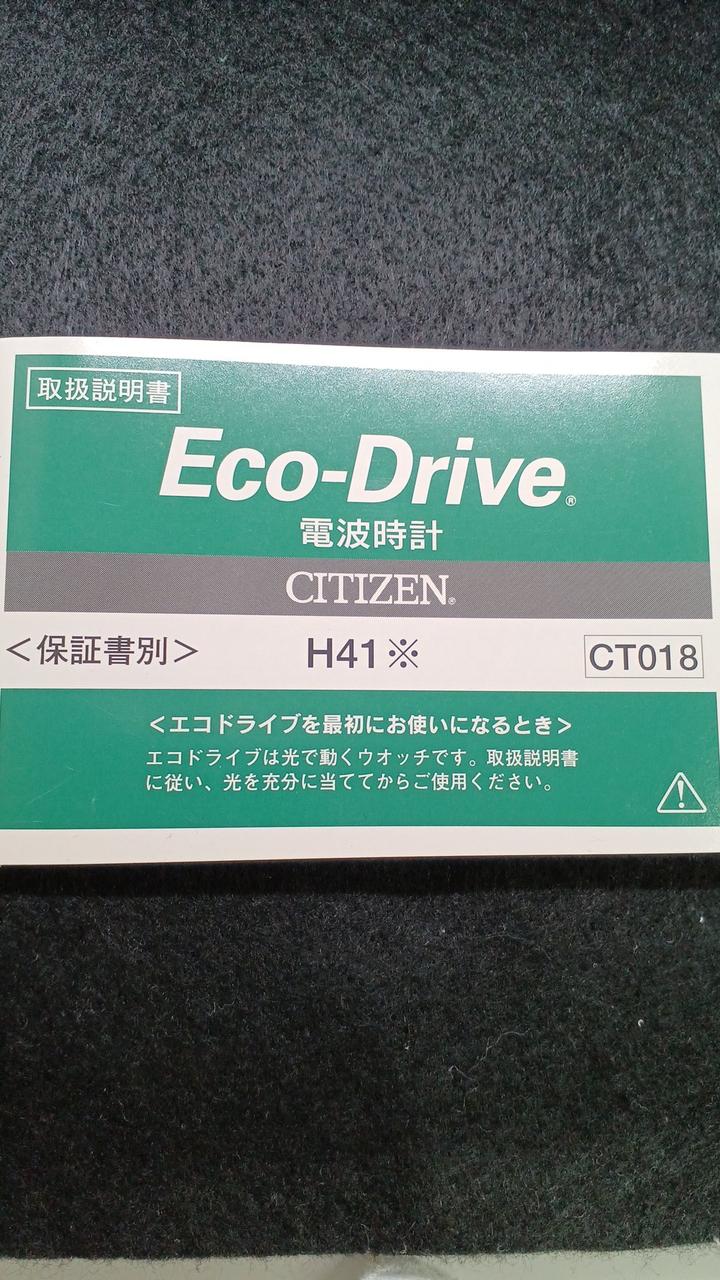 取扱説明書
Eco-Drive®
電波時計
CITIZEN®
＜保証書別＞ H41※ CT018
＜エコドライブを最初にお使いになるとき＞
エコドライブは光で動くウオッチです。取扱説明書
に従い、光を充分に当ててからご使用ください。